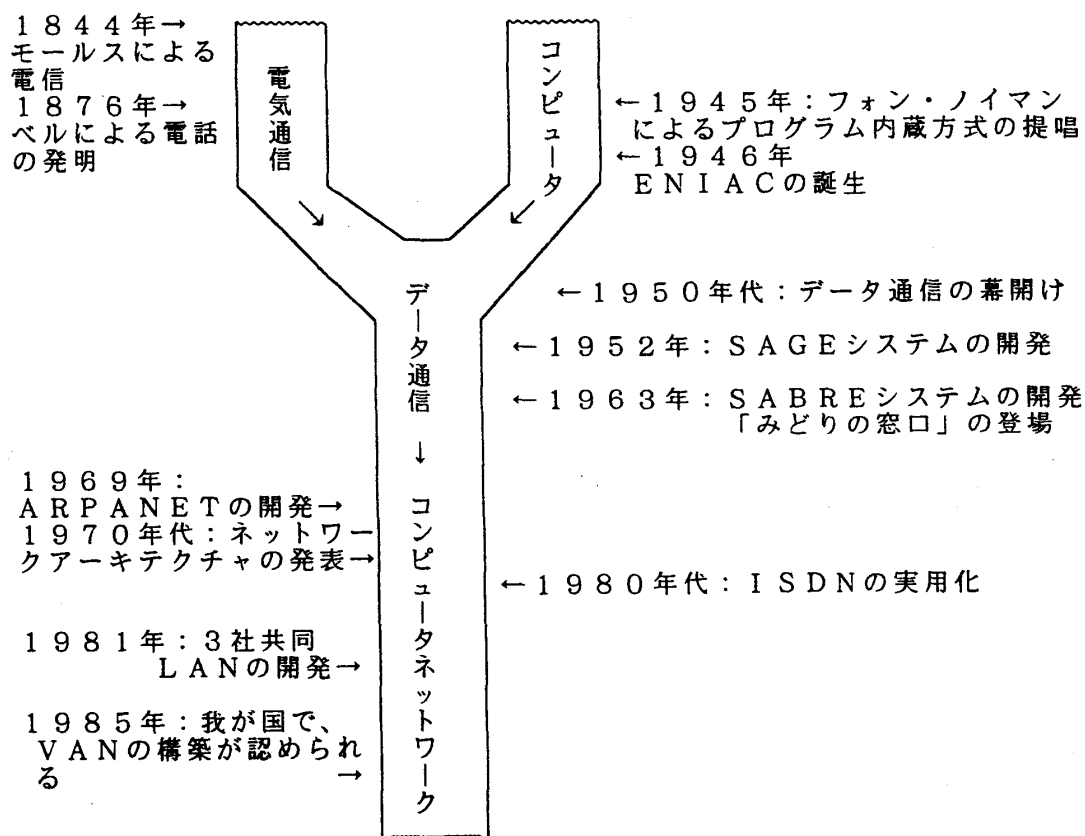 1844年→
モールスによる
電信
1876年→
ベルによる電話
の発明
電気通信
コンピュータ
←1945年：フォン・ノイマン
によるプログラム内蔵方式の提唱
←1946年
ENIACの誕生
↘
↙
データ通信
↓
コンピュータネットワーク
←1950年代：データ通信の幕開け
←1952年：SAGEシステムの開発
←1963年：SABREシステムの開発
「みどりの窓口」の登場
1969年：
ARPANETの開発→
1970年代：ネットワー
クアーキテクチャの発表→
←1980年代：ISDNの実用化
1981年：3社共同
LANの開発→
1985年：我が国で、
VANの構築が認められ
る　→